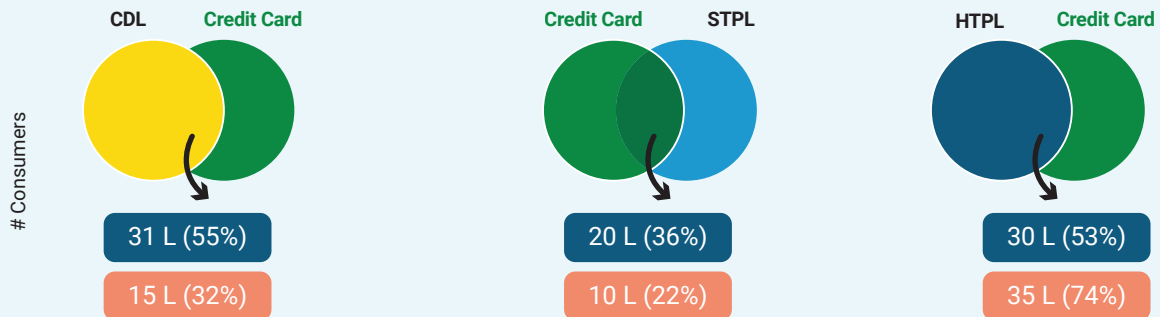 CDL Credit Card
Credit Card STPL
HTPL Credit Card
# Consumers
31 L (55%)
20 L (36%)
30 L (53%)
15 L (32%)
10 L (22%)
35 L (74%)